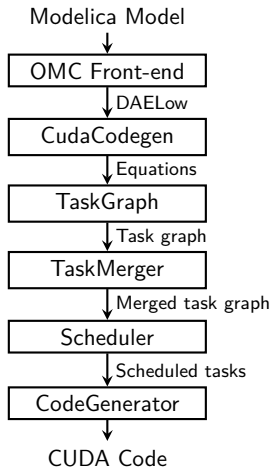 Modelica Model
OMC Front-end
DAELow
CudaCodegen
Equations
TaskGraph
Task graph
TaskMerger
Merged task graph
Scheduler
Scheduled tasks
CodeGenerator
CUDA Code